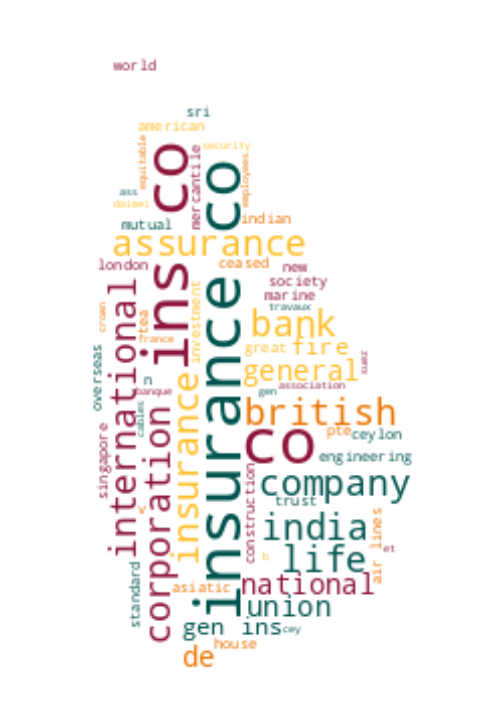 world
sri
american
equitable
security
co
mercantile
co
employees
ass
daimei
mutual
indian
assurance
london
ceased
new
society
marine
travaux
international
ins
investment
insurance
bank
crown
tea
france
great fire
general
suez
overseas
n
banque
gen
association
insurance
british
cables
corporation
co
pte
ceylon
singapore
engineering
construction
company
trust
v
india
air lines
life
et
standard
asiatic
national
union
gen ins
cey
house
de